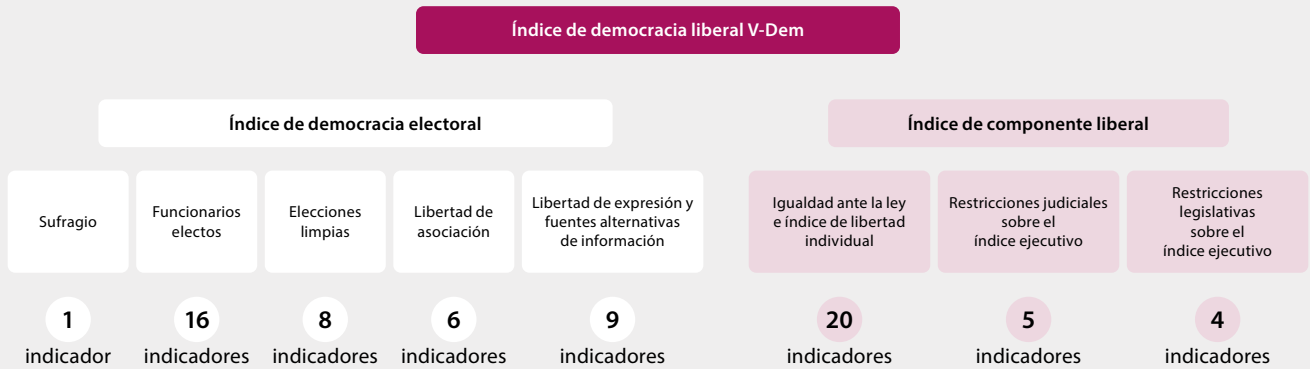 Índice de democracia liberal V-Dem
Índice de democracia electoral
Índice de componente liberal
Sufragio
Funcionarios
electos
Elecciones
limpias
Libertad de
asociación
Libertad de expresión y
fuentes alternativas
de información
Igualdad ante la ley
e índice de libertad
individual
Restricciones judiciales
sobre el
índice ejecutivo
Restricciones
legislativas
sobre el
índice ejecutivo
1
indicador
16
indicadores
8
indicadores
6
indicadores
9
indicadores
20
indicadores
5
indicadores
4
indicadores